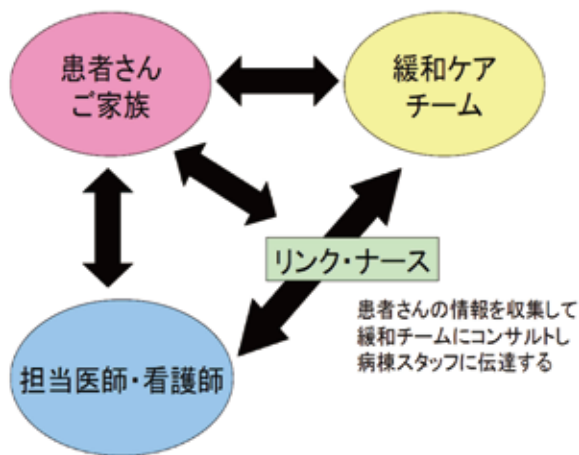 患者さん
ご家族
緩和ケア
チーム
リンク・ナース
患者さんの情報を収集して
緩和チームにコンサルトし
病棟スタッフに伝達する
担当医師・看護師